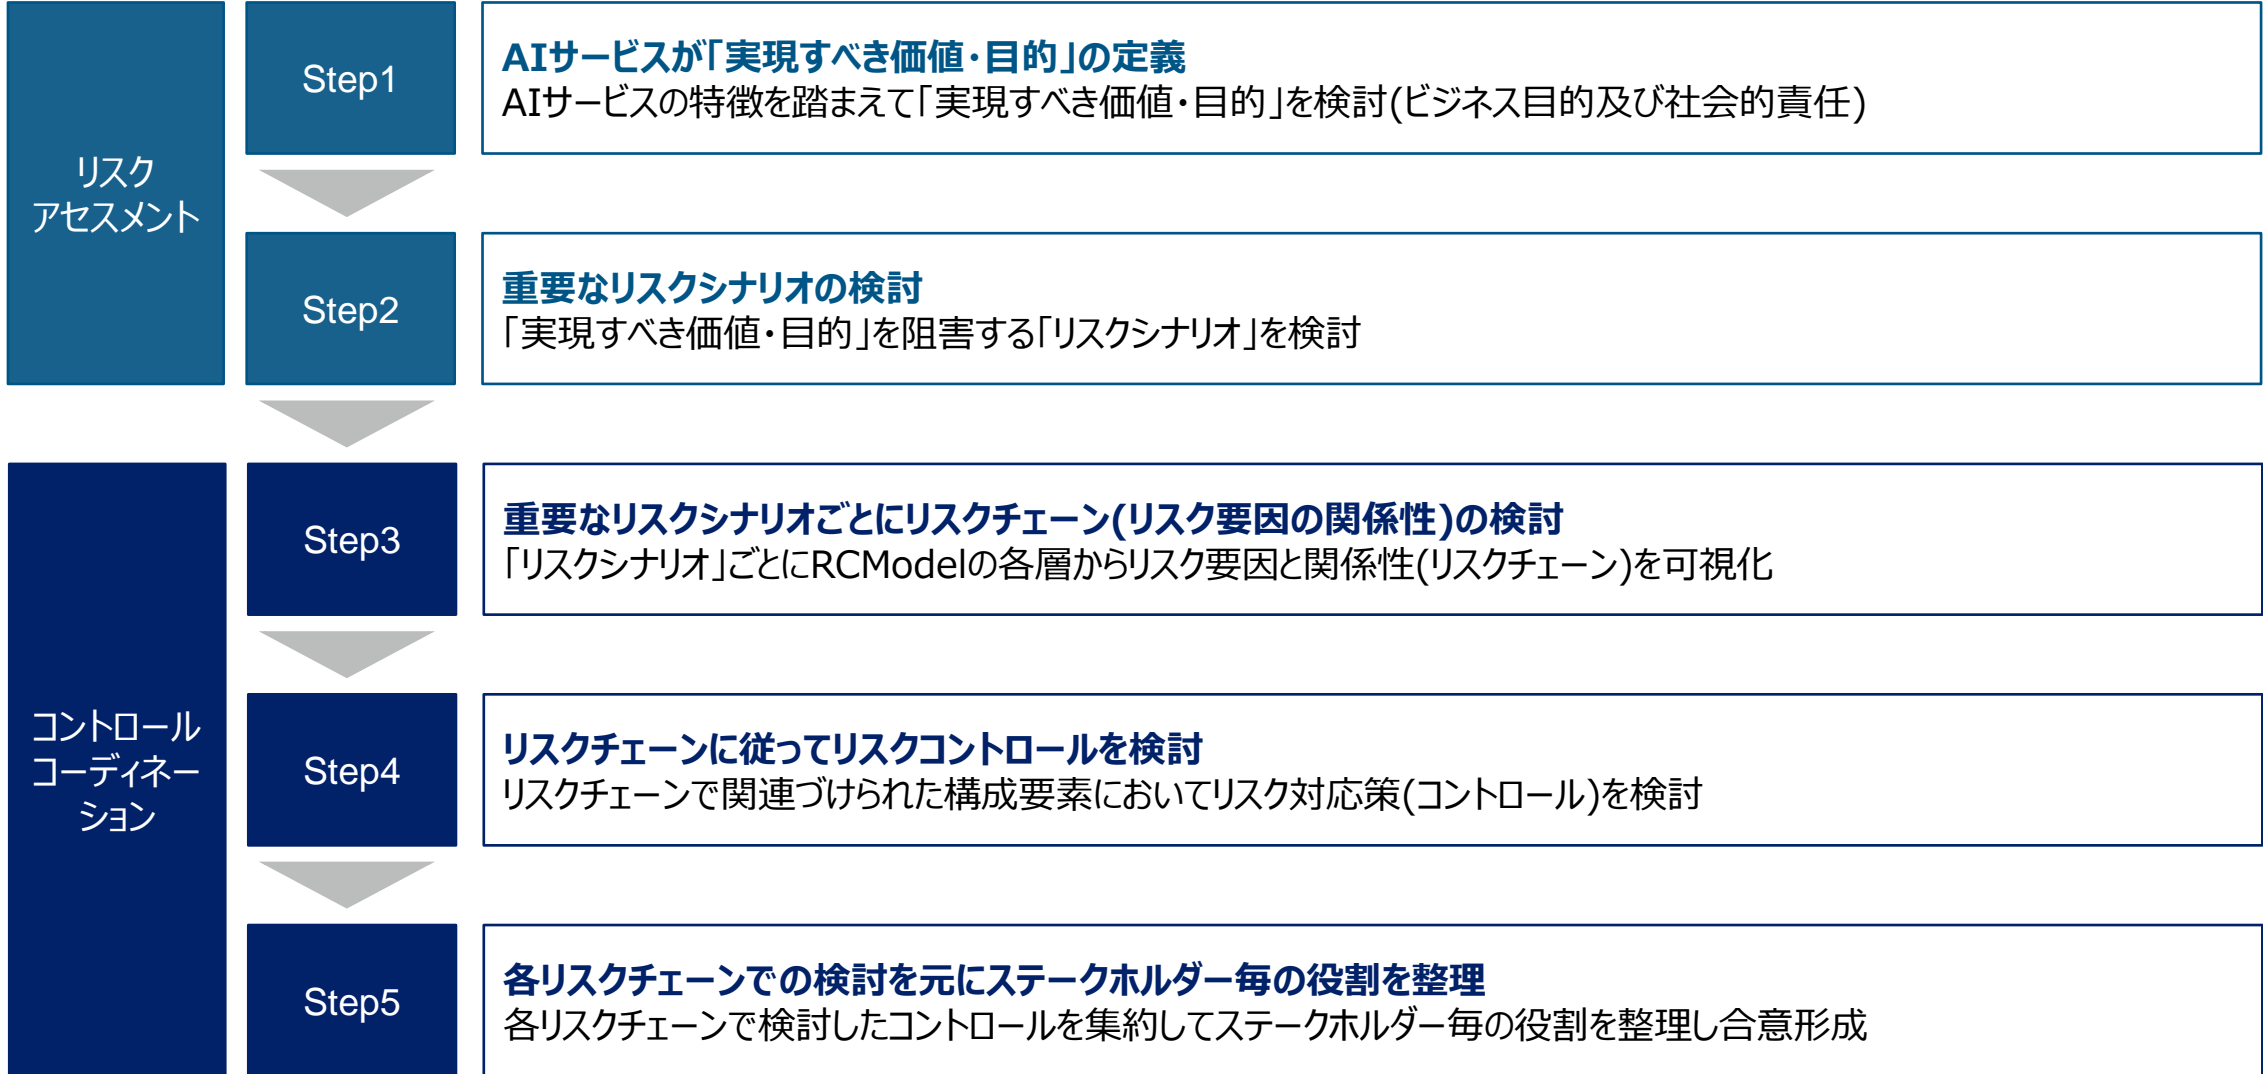 リスク
アセスメント
Step1
AIサービスが「実現すべき価値・目的」の定義
AIサービスの特徴を踏まえて「実現すべき価値・目的」を検討(ビジネス目的及び社会的責任)
Step2
重要なリスクシナリオの検討
「実現すべき価値・目的」を阻害する「リスクシナリオ」を検討
コントロール
コーディネー
ション
Step3
重要なリスクシナリオごとにリスクチェーン(リスク要因の関係性)の検討
「リスクシナリオ」ごとにRCModelの各層からリスク要因と関係性(リスクチェーン)を可視化
Step4
リスクチェーンに従ってリスクコントロールを検討
リスクチェーンで関連づけられた構成要素においてリスク対応策(コントロール)を検討
Step5
各リスクチェーンでの検討を元にステークホルダー毎の役割を整理
各リスクチェーンで検討したコントロールを集約してステークホルダー毎の役割を整理し合意形成